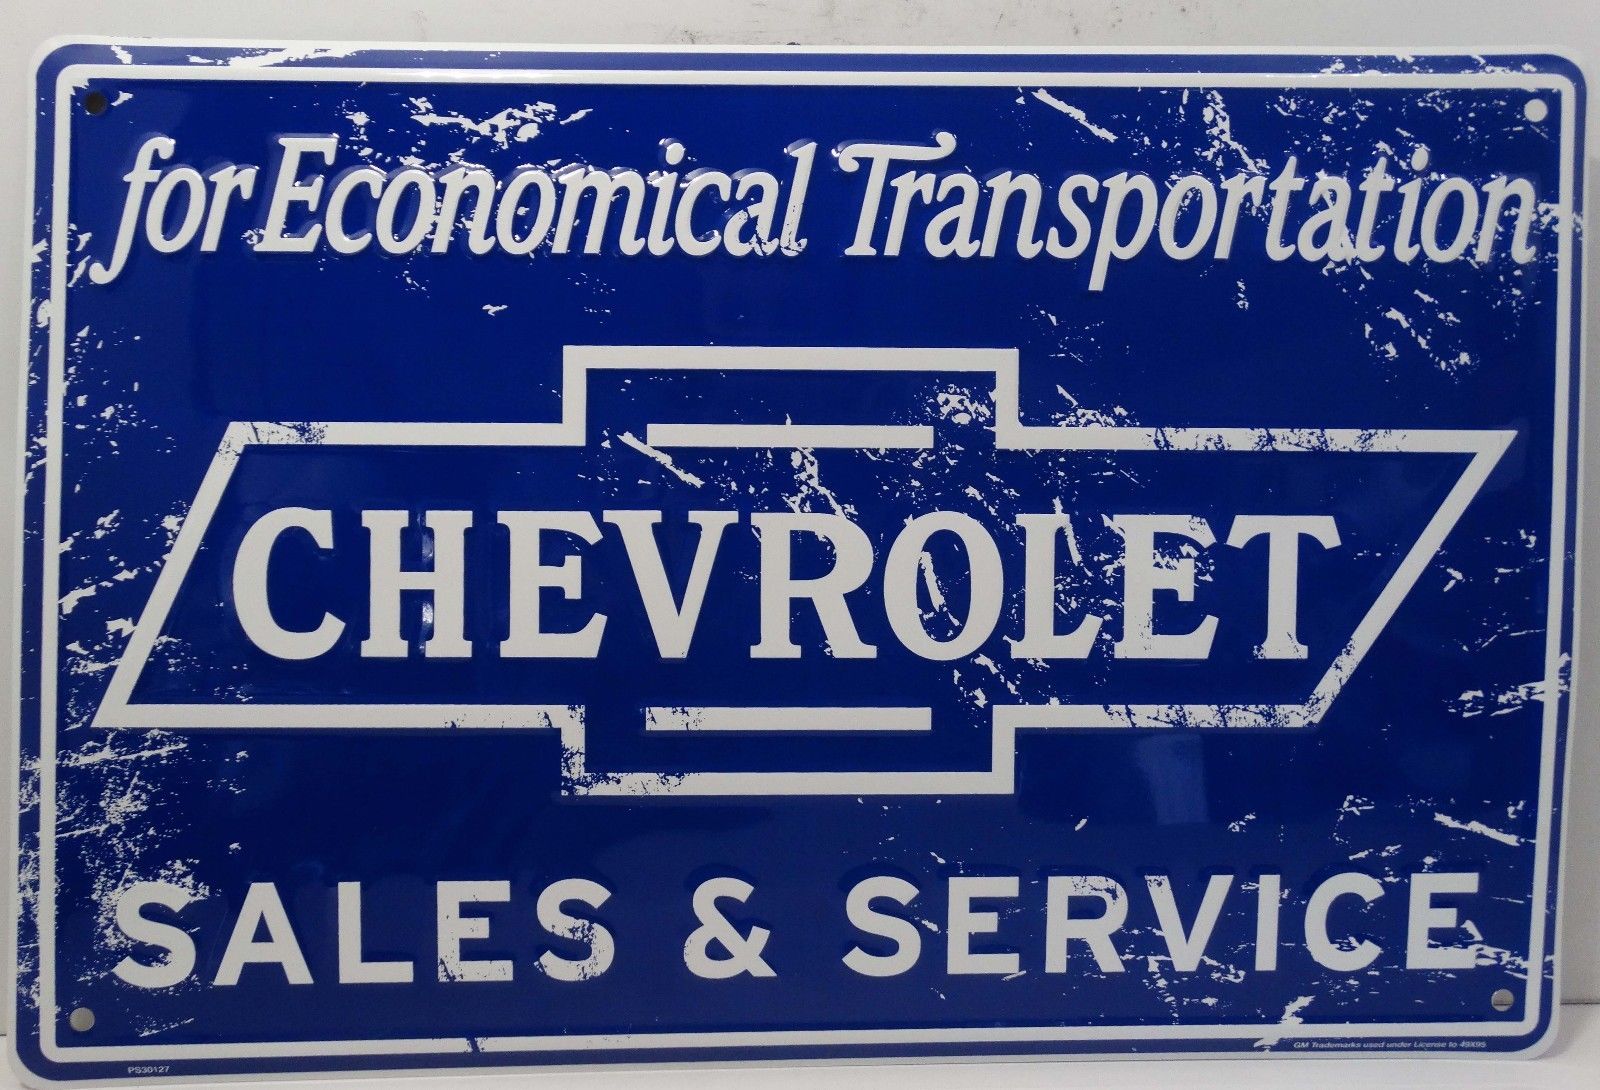 for Economical Transportation
CHEVROLET
SALES & SERVICE
GM Trademarks used under License to 49X95
PS30127